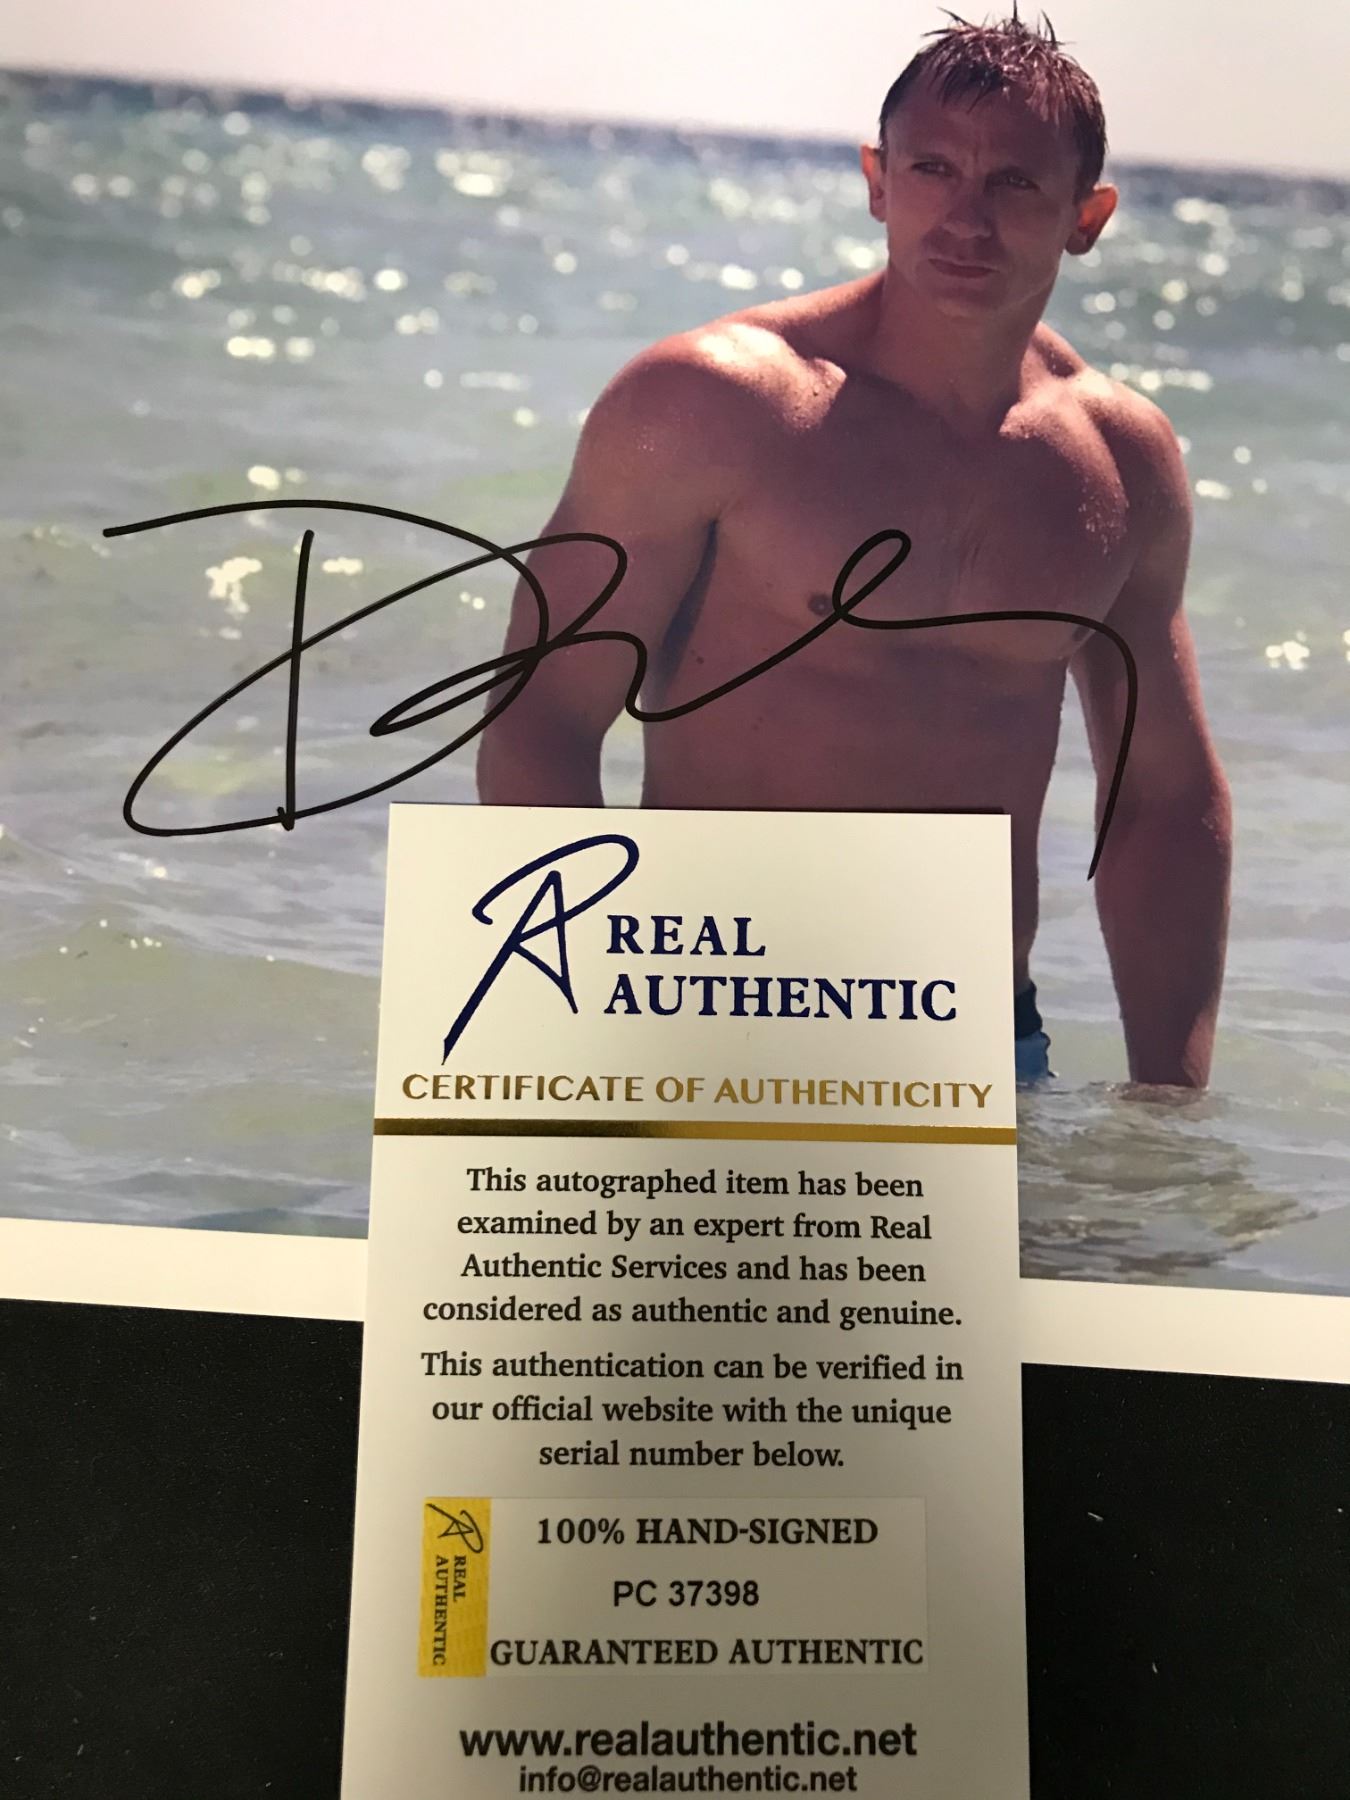 REAL
AUTHENTIC
CERTIFICATE OF AUTHENTICITY
This autographed item has been
examined by an expert from Real
Authentic Services and has been
considered as authentic and genuine.
This authentication can be verified in
our official website with the unique
serial number below.
REAL
AUTHENTIC
100% HAND-SIGNED
PC 37398
GUARANTEED AUTHENTIC
www.realauthentic.net
info@realauthentic.net